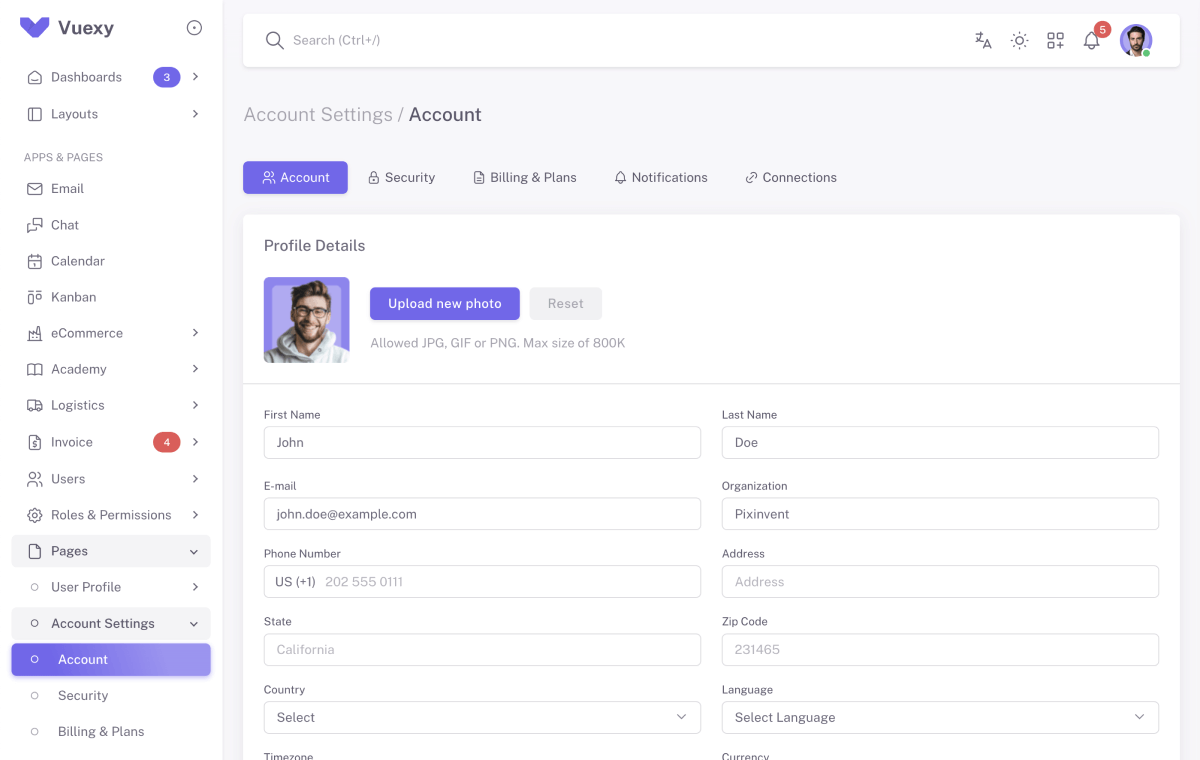 Vuexy
Dashboards
3
Layouts
APPS & PAGES
Email
Chat
Calendar
Kanban
eCommerce
Academy
Logistics
Invoice
4
Users
Roles & Permissions
Pages
User Profile
Account Settings
Account
Security
Billing & Plans
Search (Ctrl+/)
5
Account Settings / Account
Account
Security
Billing & Plans
Notifications
Connections
Profile Details
Upload new photo
Reset
Allowed JPG, GIF or PNG. Max size of 800K
First Name
John
Last Name
Doe
E-mail
john.doe@example.com
Organization
Pixinvent
Phone Number
US (+1) 202 555 0111
Address
Address
State
California
Zip Code
231465
Country
Select
Language
Select Language
Timezone
Currency